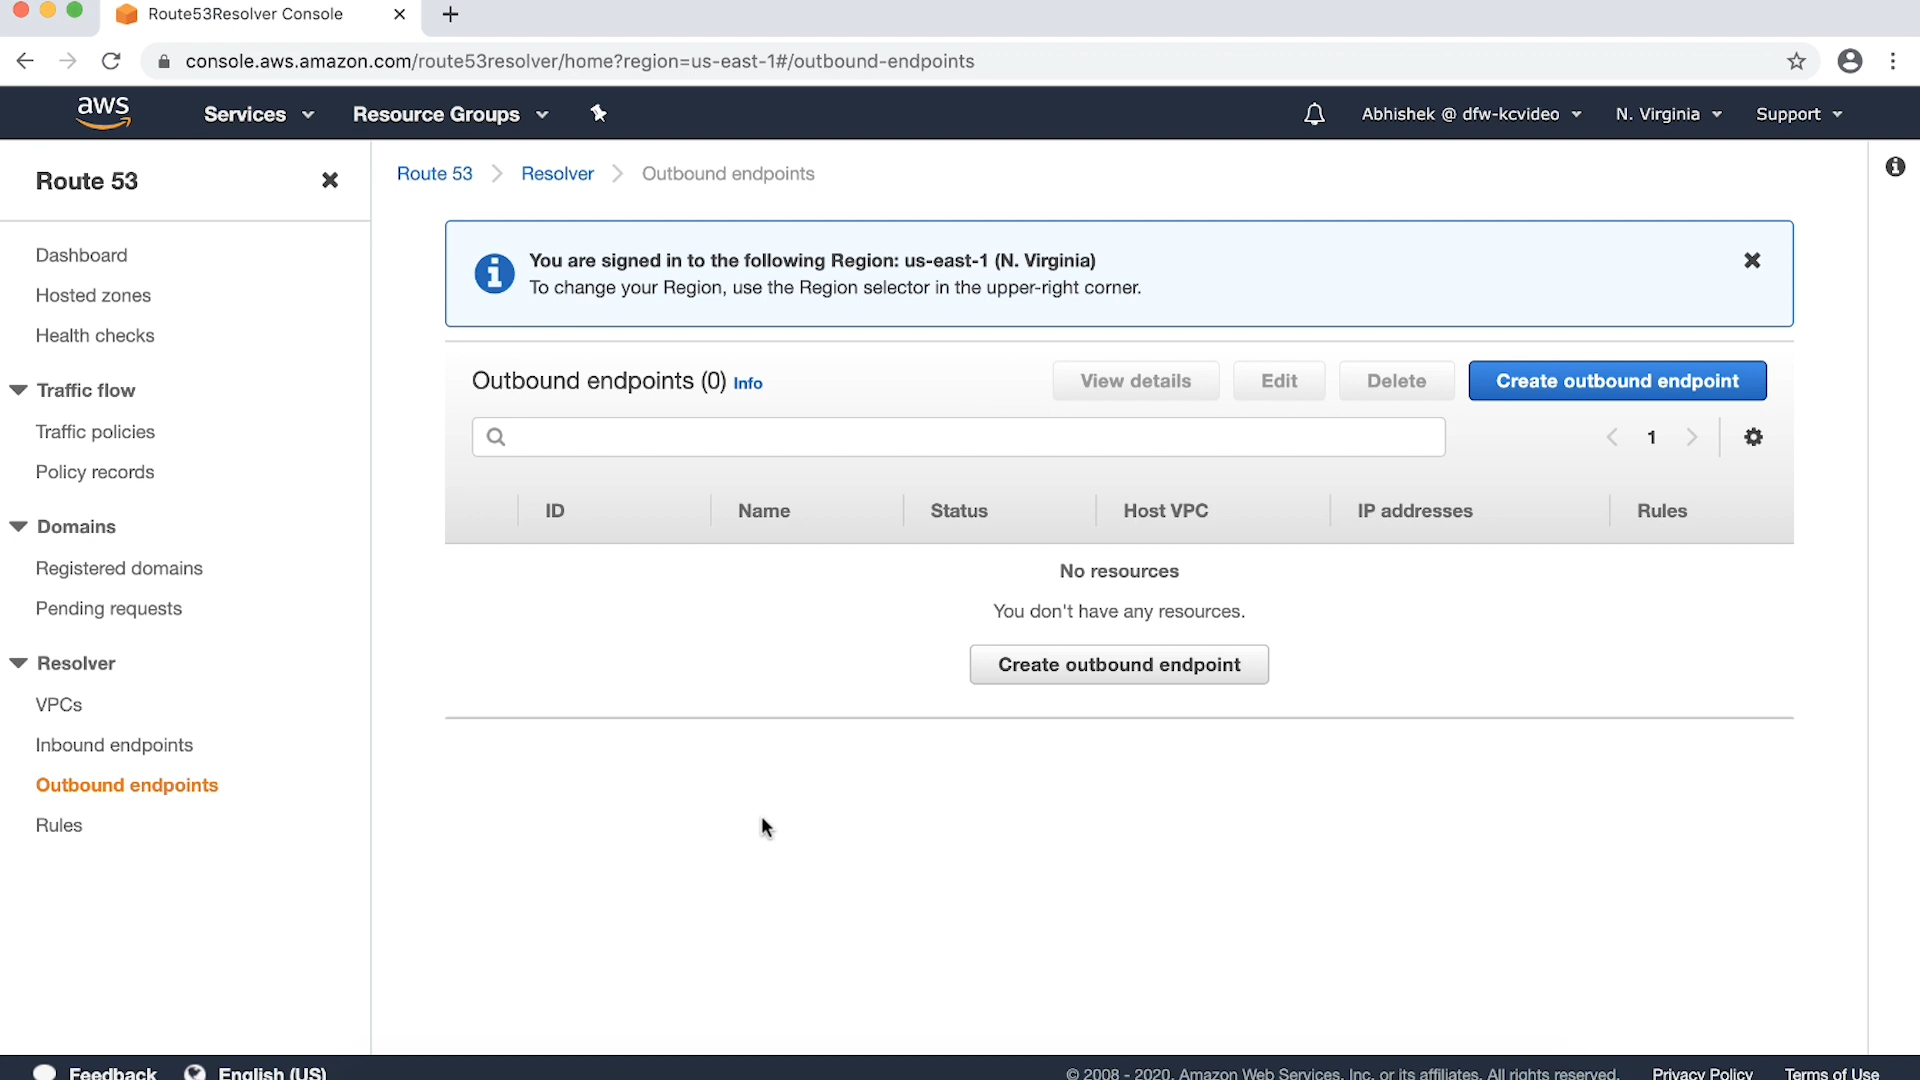 Route53Resolver Console
console.aws.amazon.com/route53resolver/home?region=us-east-1#/outbound-endpoints
aws Services Resource Groups Abhishek @ dfw-kcvideo N. Virginia Support
Route 53
Dashboard
Hosted zones
Health checks
Traffic flow
Traffic policies
Policy records
Domains
Registered domains
Pending requests
Resolver
VPCs
Inbound endpoints
Outbound endpoints
Rules
Route 53 Resolver Outbound endpoints
You are signed in to the following Region: us-east-1 (N. Virginia)
To change your Region, use the Region selector in the upper-right corner.
Outbound endpoints (0) Info View details Edit Delete Create outbound endpoint
1
ID Name Status Host VPC IP addresses Rules
No resources
You don't have any resources.
Create outbound endpoint
Feedback English (US) © 2008 - 2020, Amazon Web Services, Inc. or its affiliates. All rights reserved. Privacy Policy Terms of Use